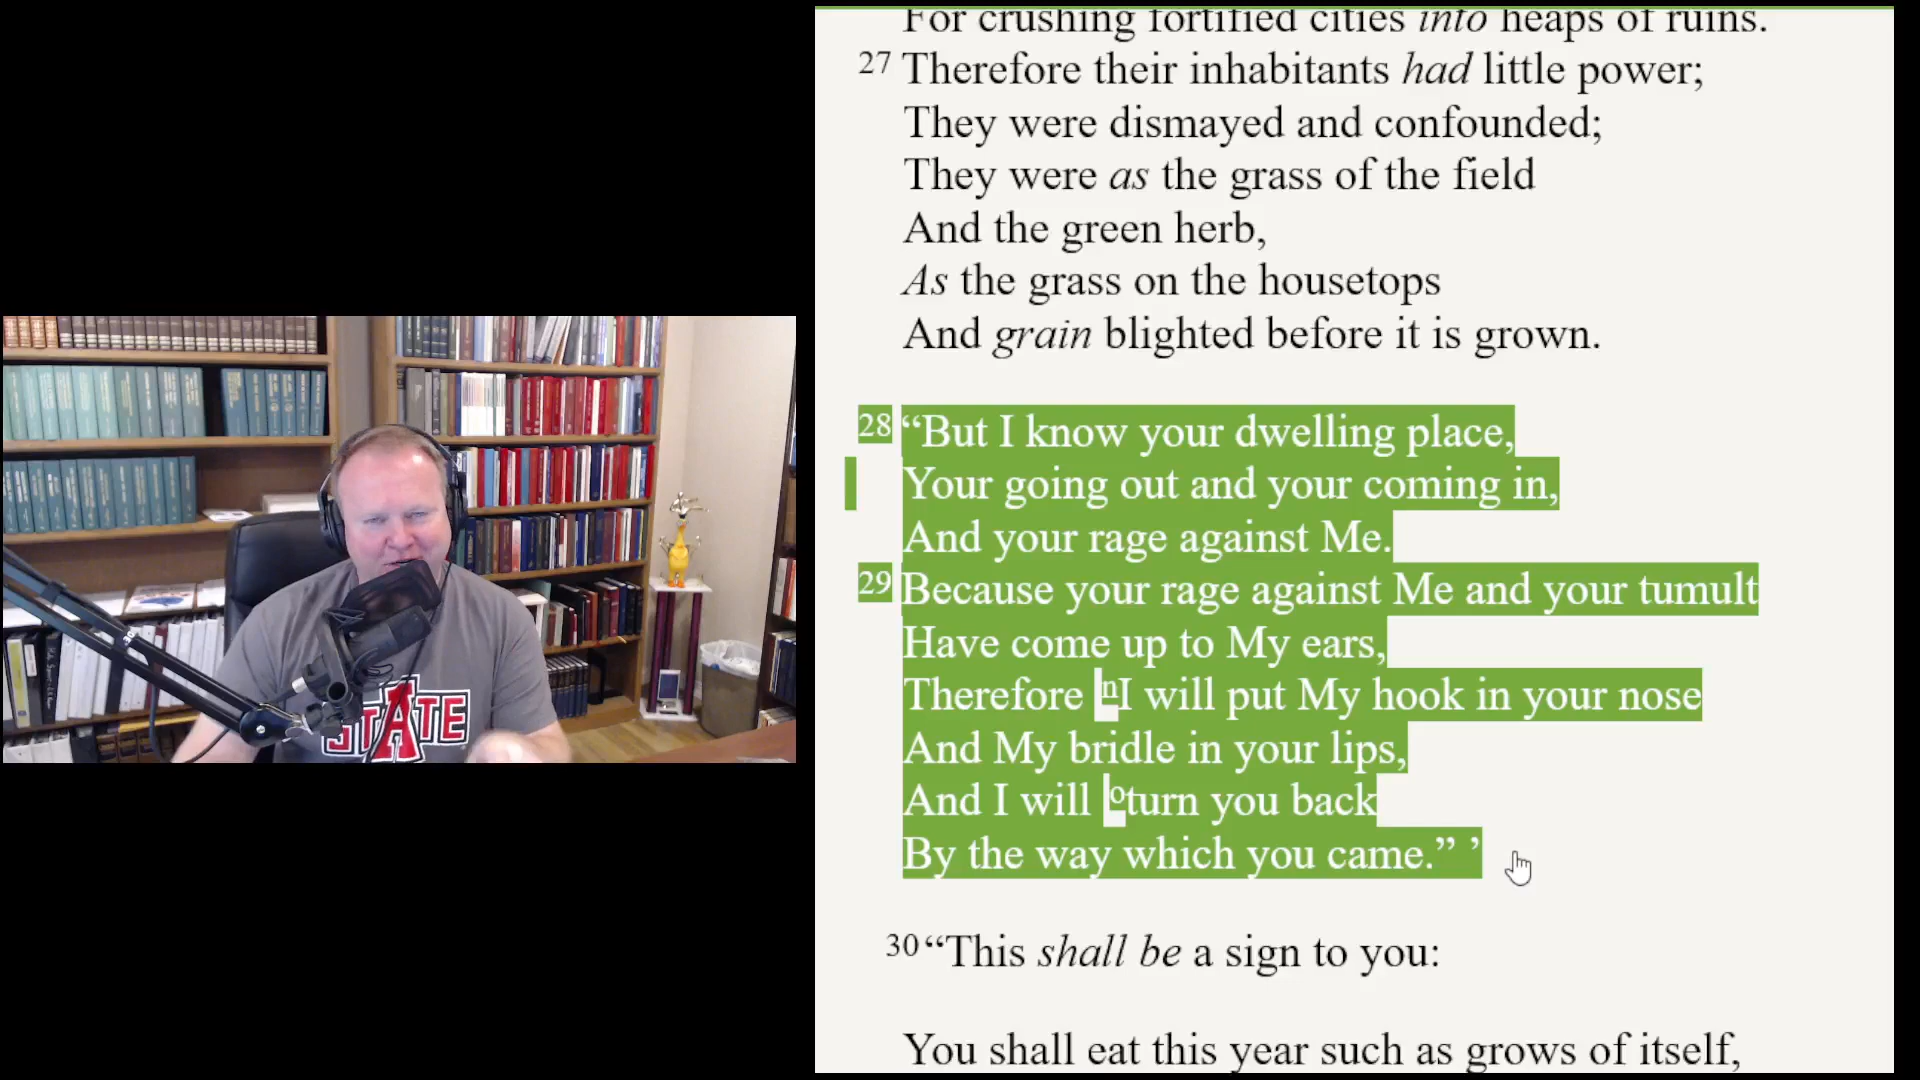 For crushing fortified cities into heaps of ruins.
27 Therefore their inhabitants had little power;
They were dismayed and confounded;
They were as the grass of the field
And the green herb,
As the grass on the housetops
And grain blighted before it is grown.
28 “But I know your dwelling place,
Your going out and your coming in,
And your rage against Me.
29 Because your rage against Me and your tumult
Have come up to My ears,
Therefore nI will put My hook in your nose
And My bridle in your lips,
And I will oturn you back
By the way which you came.” ’
30 “This shall be a sign to you:
You shall eat this year such as grows of itself,
STATE